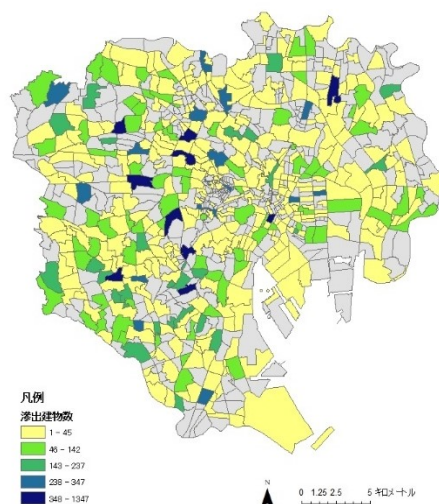 凡例
滲出建物数
1 - 45
46 - 142
143 - 237
238 - 347
348 - 1347
N
0 1.25 2.5 5 キロメートル